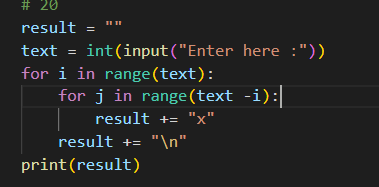 # 20
result = ""
text = int(input("Enter here :"))
for i in range(text):
    for j in range(text -i):
        result += "x"
    result += "\n"
print(result)